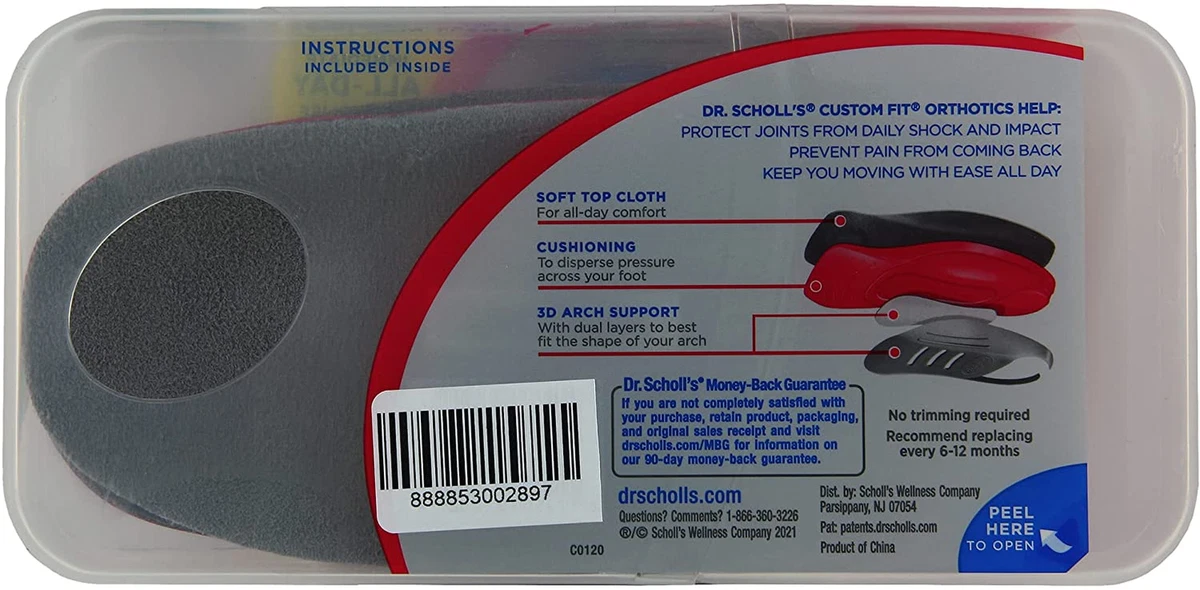 INSTRUCTIONS
INCLUDED INSIDE
ALL-DAY
DR. SCHOLL'S® CUSTOM FIT® ORTHOTICS HELP:
PROTECT JOINTS FROM DAILY SHOCK AND IMPACT
PREVENT PAIN FROM COMING BACK
KEEP YOU MOVING WITH EASE ALL DAY
SOFT TOP CLOTH
For all-day comfort
CUSHIONING
To disperse pressure
across your foot
3D ARCH SUPPORT
With dual layers to best
fit the shape of your arch
Dr. Scholl's® Money-Back Guarantee
If you are not completely satisfied with
your purchase, retain product, packaging,
and original sales receipt and visit
drscholls.com/MBG for information on
our 90-day money-back guarantee.
No trimming required
Recommend replacing
every 6-12 months
888853002897
drscholls.com
Questions? Comments? 1-866-360-3226
®/© Scholl's Wellness Company 2021
C0120
Dist. by: Scholl's Wellness Company
Parsippany, NJ 07054
Pat: patents.drscholls.com
Product of China
PEEL
HERE
TO OPEN